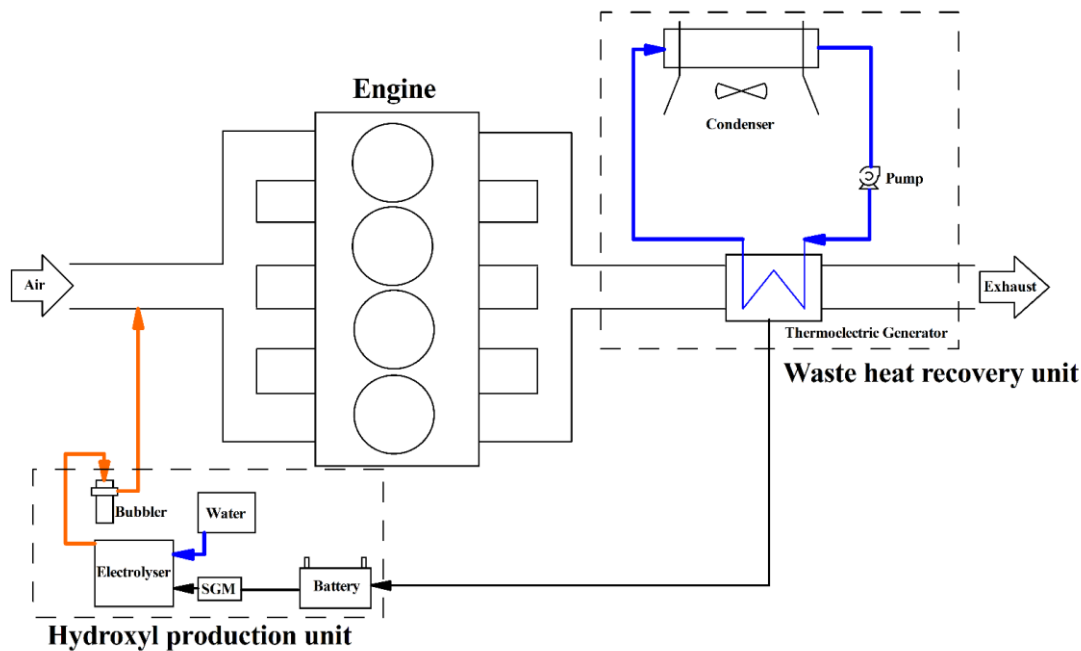 Engine
Condenser
Pump
Air
Exhaust
Thermoelectric Generator
Waste heat recovery unit
Bubbler
Water
Electrolyser
SGM
Battery
Hydroxyl production unit